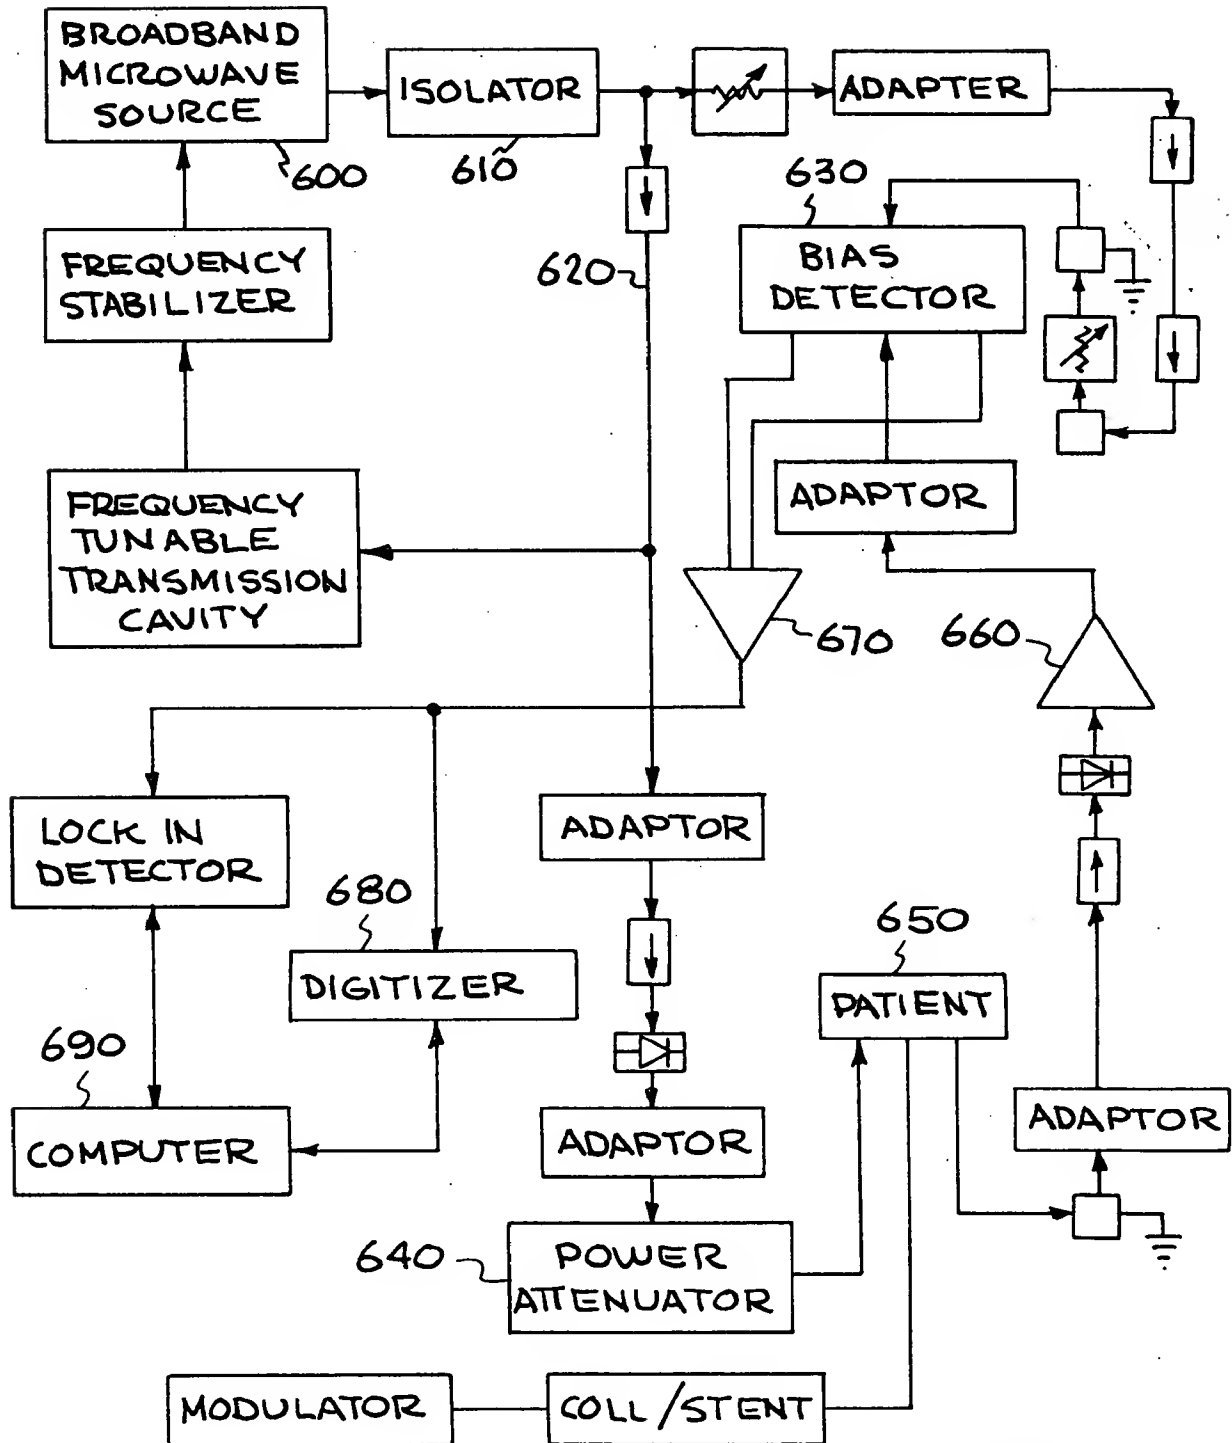 BROADBAND
MICROWAVE
SOURCE
600
ISOLATOR
610
ADAPTER
630
BIAS
DETECTOR
FREQUENCY
STABILIZER
620
ADAPTOR
FREQUENCY
TUNABLE
TRANSMISSION
CAVITY
670
660
LOCK IN
DETECTOR
ADAPTOR
680
DIGITIZER
650
PATIENT
690
COMPUTER
ADAPTOR
ADAPTOR
640
POWER
ATTENUATOR
MODULATOR
COLL/STENT